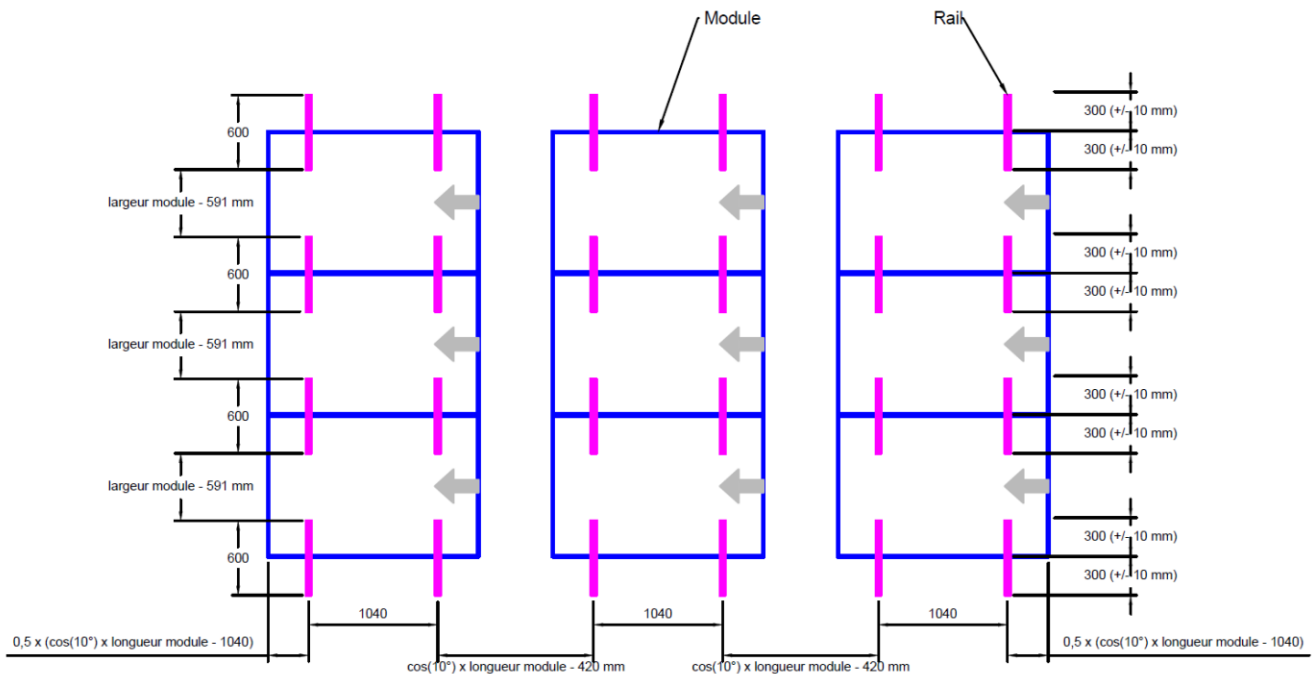 Module
Rail
600
300 (+/- 10 mm)
300 (+/- 10 mm)
largeur module - 591 mm
600
300 (+/- 10 mm)
300 (+/- 10 mm)
largeur module - 591 mm
600
300 (+/- 10 mm)
300 (+/- 10 mm)
largeur module - 591 mm
600
300 (+/- 10 mm)
300 (+/- 10 mm)
1040
1040
1040
0,5 x (cos(10°) x longueur module - 1040)
0,5 x (cos(10°) x longueur module - 1040)
cos(10°) x longueur module - 420 mm
cos(10°) x longueur module - 420 mm